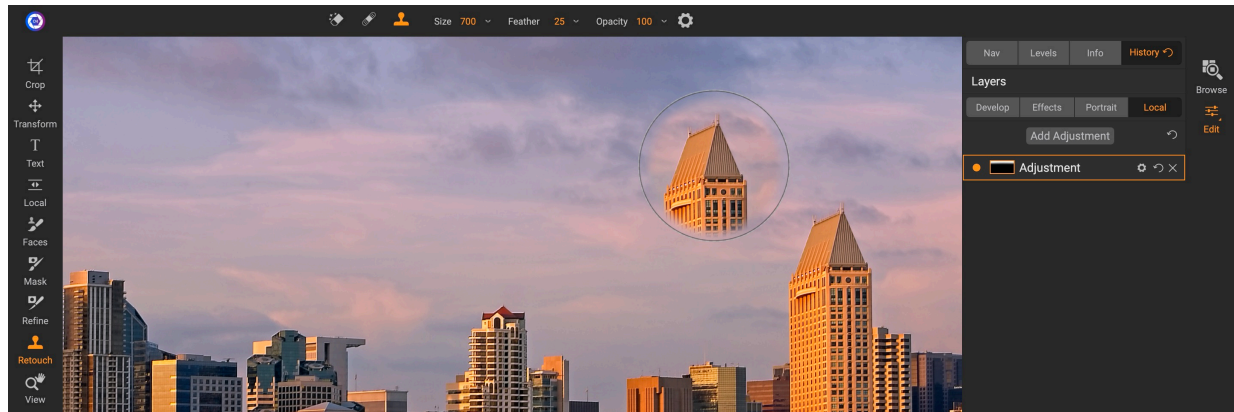 Size 700 Feather 25 Opacity 100
Crop
Transform
Text
Local
Faces
Mask
Refine
Retouch
View
Nav Levels Info History
Layers
Develop Effects Portrait Local
Add Adjustment
Adjustment
Browse
Edit